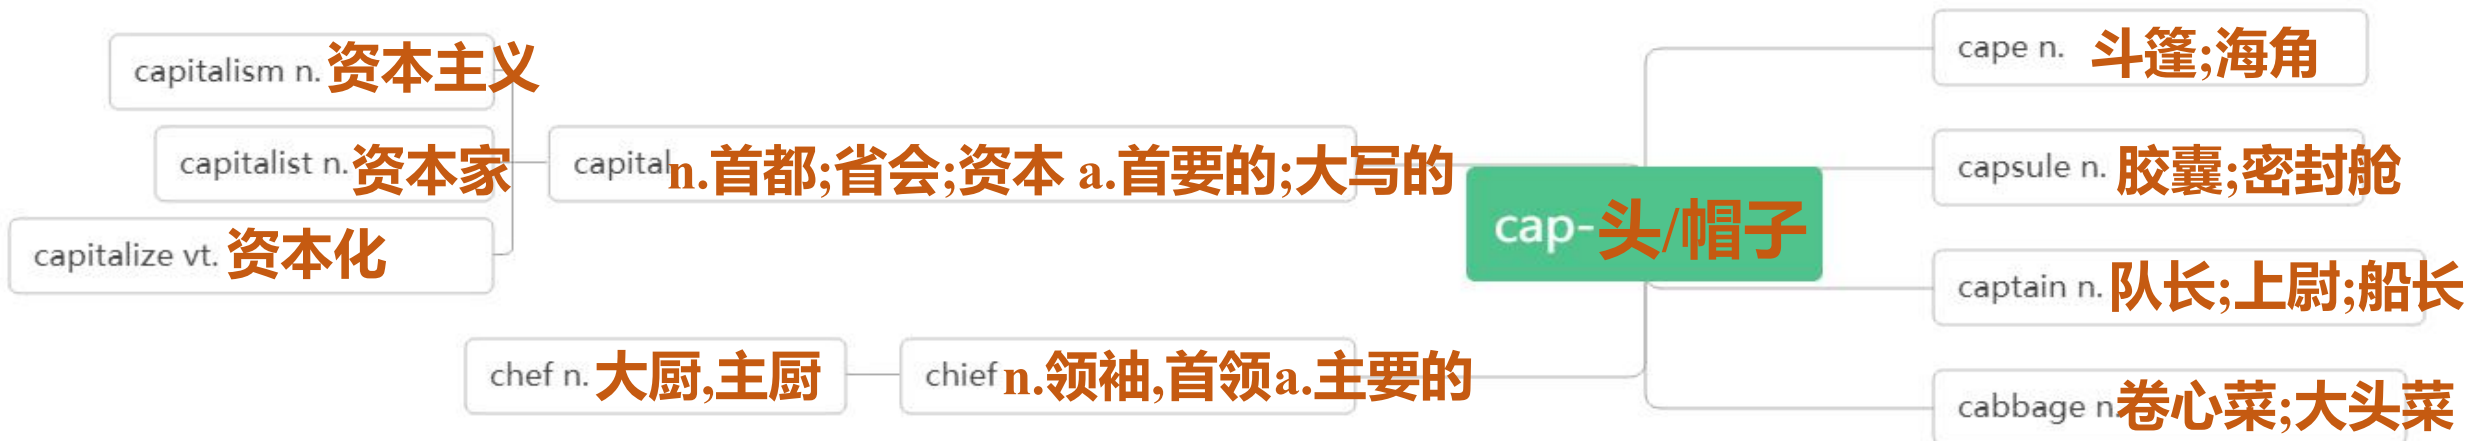 capitalism n. 资本主义
capitalist n. 资本家
capitalize vt. 资本化
capital n.首都;省会;资本 a.首要的;大写的
chef n. 大厨,主厨
chief n.领袖,首领a.主要的
cap-头/帽子
cape n. 斗篷;海角
capsule n. 胶囊;密封舱
captain n. 队长;上尉;船长
cabbage n.卷心菜;大头菜